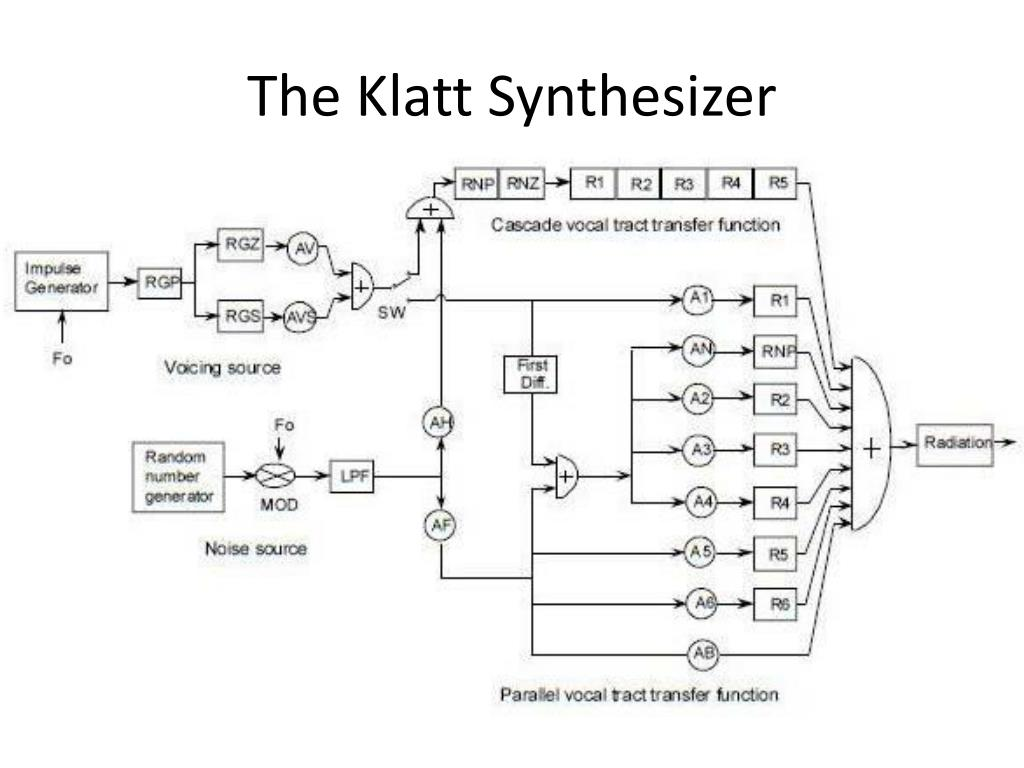 The Klatt Synthesizer
RNP RNZ R1 R2 R3 R4 R5
+
Cascade vocal tract transfer function
RGZ AV
Impulse
Generator
RGP
+
SW
RGS AVS
Fo
Voicing source
A1 R1
First
Diff.
AN RNP
A2 R2
AH
Fo
Random
number
generator
MOD
LPF
+
A3 R3
+
Radiation
A4 R4
AF
Noise source
A5 R5
A6 R6
AB
Parallel vocal tract transfer function